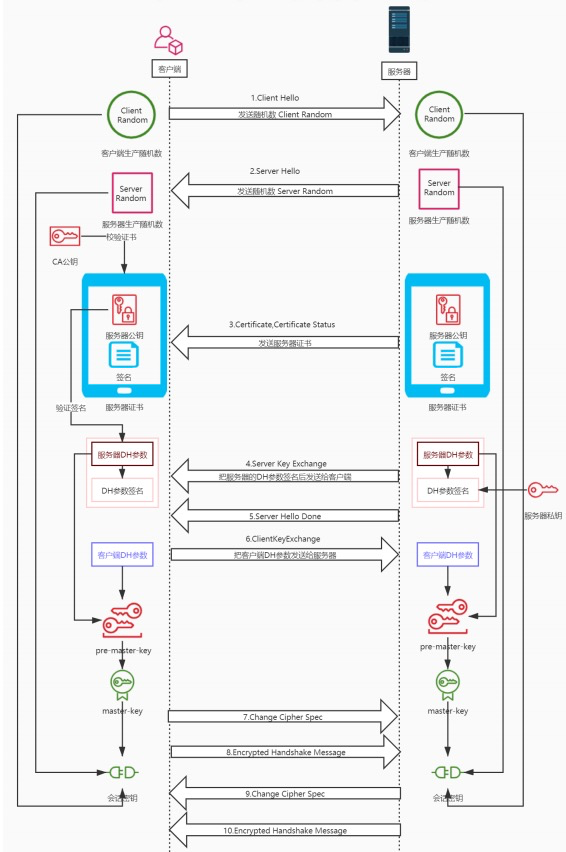 客户端
服务器
1.Client Hello
发送随机数 Client Random
Client
Random
客户端生产随机数
Client
Random
客户端生产随机数
2.Server Hello
发送随机数 Server Random
Server
Random
服务器生产随机数
Server
Random
服务器生产随机数
校验证书
CA公钥
3.Certificate,Certificate Status
发送服务器证书
服务器公钥
签名
服务器证书
服务器公钥
签名
服务器证书
验证签名
服务器DH参数
DH参数签名
4.Server Key Exchange
把服务器的DH参数签名后发送给客户端
服务器DH参数
DH参数签名
服务器私钥
5.Server Hello Done
6.ClientKeyExchange
把客户端DH参数发送给服务器
客户端DH参数
客户端DH参数
pre-master-key
pre-master-key
master-key
master-key
7.Change Cipher Spec
8.Encrypted Handshake Message
会话密钥
会话密钥
9.Change Cipher Spec
10.Encrypted Handshake Message